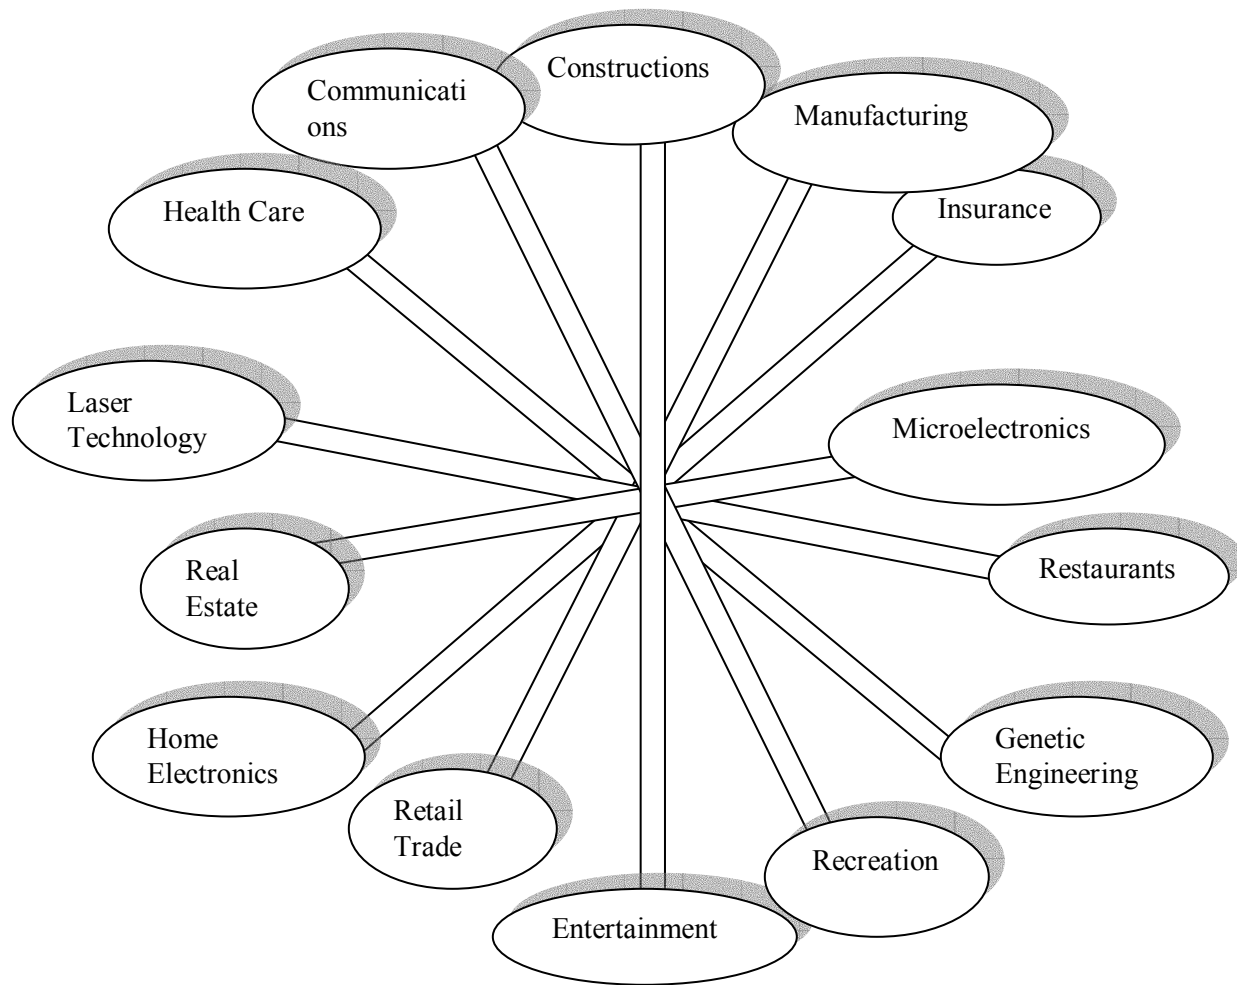 Constructions
Communicati
ons
Manufacturing
Health Care
Insurance
Laser
Technology
Microelectronics
Real
Estate
Restaurants
Home
Electronics
Genetic
Engineering
Retail
Trade
Recreation
Entertainment